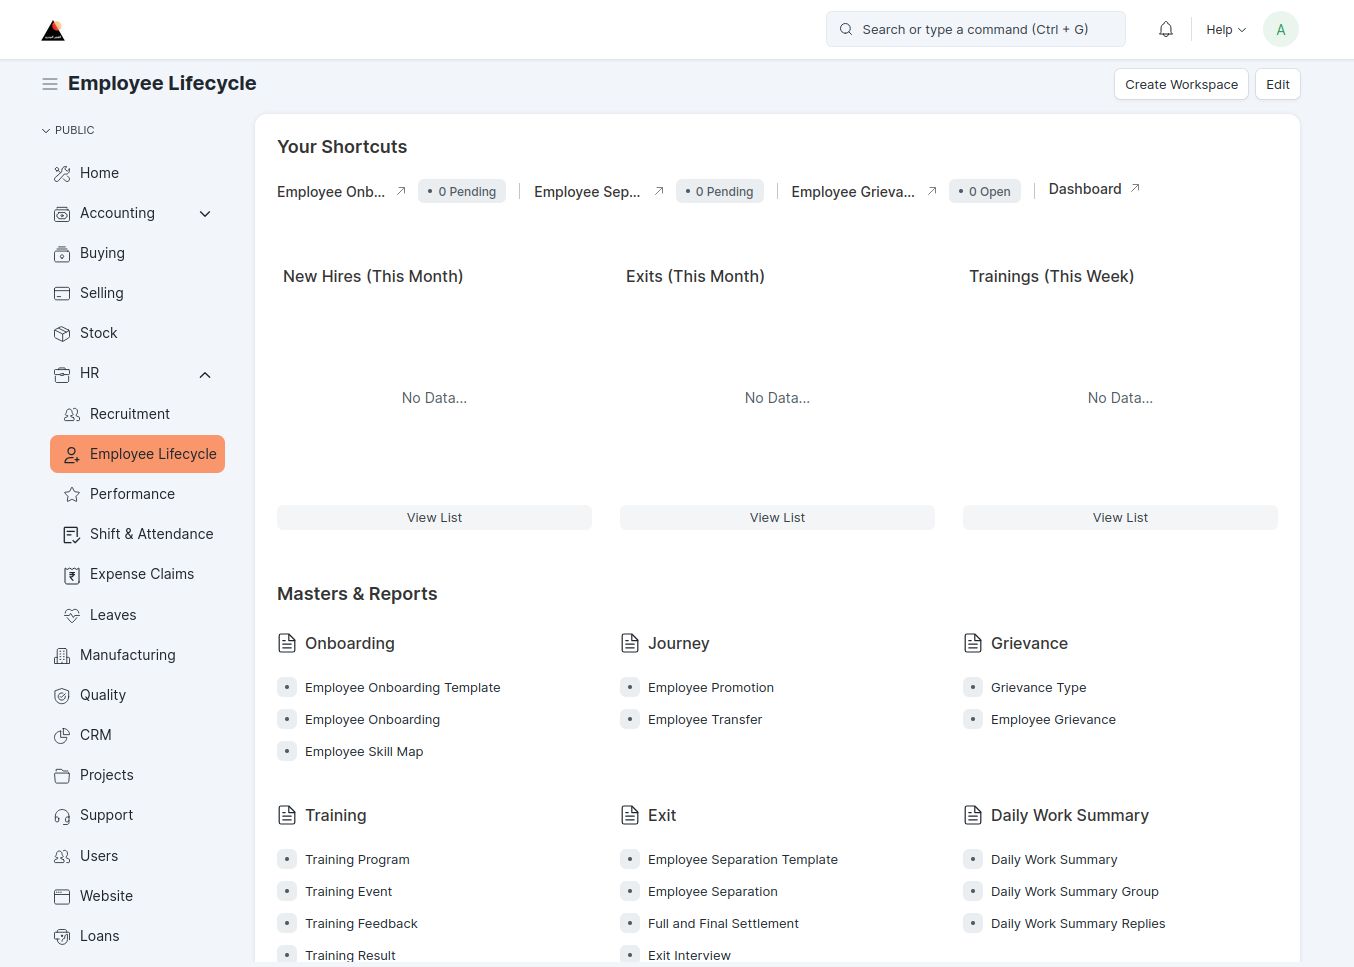 Search or type a command (Ctrl + G)
Help
A
Employee Lifecycle
Create Workspace
Edit
PUBLIC
Home
Accounting
Buying
Selling
Stock
HR
Recruitment
Employee Lifecycle
Performance
Shift & Attendance
Expense Claims
Leaves
Manufacturing
Quality
CRM
Projects
Support
Users
Website
Loans
Your Shortcuts
Employee Onb...
0 Pending
Employee Sep...
0 Pending
Employee Grieva...
0 Open
Dashboard
New Hires (This Month)
No Data...
View List
Exits (This Month)
No Data...
View List
Trainings (This Week)
No Data...
View List
Masters & Reports
Onboarding
Employee Onboarding Template
Employee Onboarding
Employee Skill Map
Journey
Employee Promotion
Employee Transfer
Grievance
Grievance Type
Employee Grievance
Training
Training Program
Training Event
Training Feedback
Training Result
Exit
Employee Separation Template
Employee Separation
Full and Final Settlement
Exit Interview
Daily Work Summary
Daily Work Summary
Daily Work Summary Group
Daily Work Summary Replies